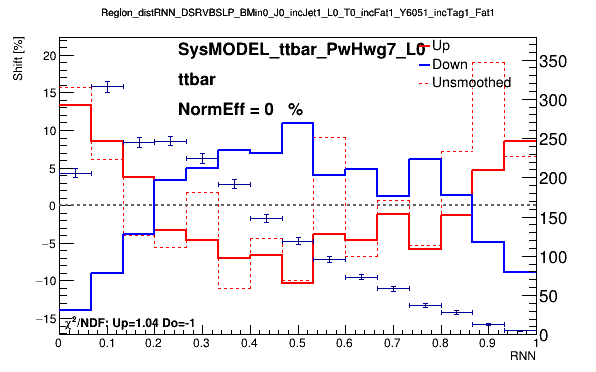 Region_distRNN_DSRVBSLP_BMin0_J0_incJet1_L0_T0_incFat1_Y6051_incTag1_Fat1
Shift [%]
SysMODEL_ttbar_PwHwg7_L0
ttbar
NormEff = 0 %
Up
Down
Unsmoothed
20
15
10
5
0
−5
−10
−15
350
300
250
200
150
100
50
0
χ²/NDF: Up=1.04 Do=-1
0 0.1 0.2 0.3 0.4 0.5 0.6 0.7 0.8 0.9 1
RNN